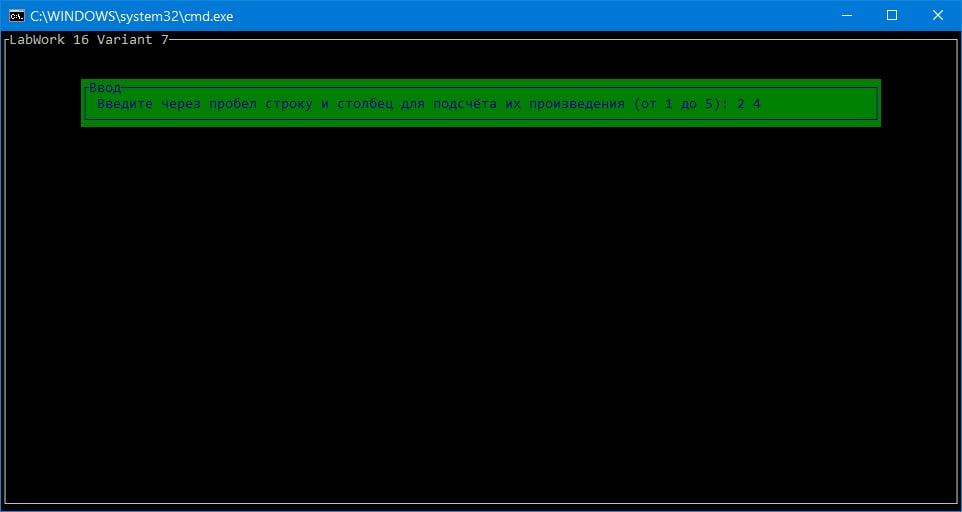 C:\WINDOWS\system32\cmd.exe
LabWork 16 Variant 7
Ввод
Введите через пробел строку и столбец для подсчёта их произведения (от 1 до 5): 2 4